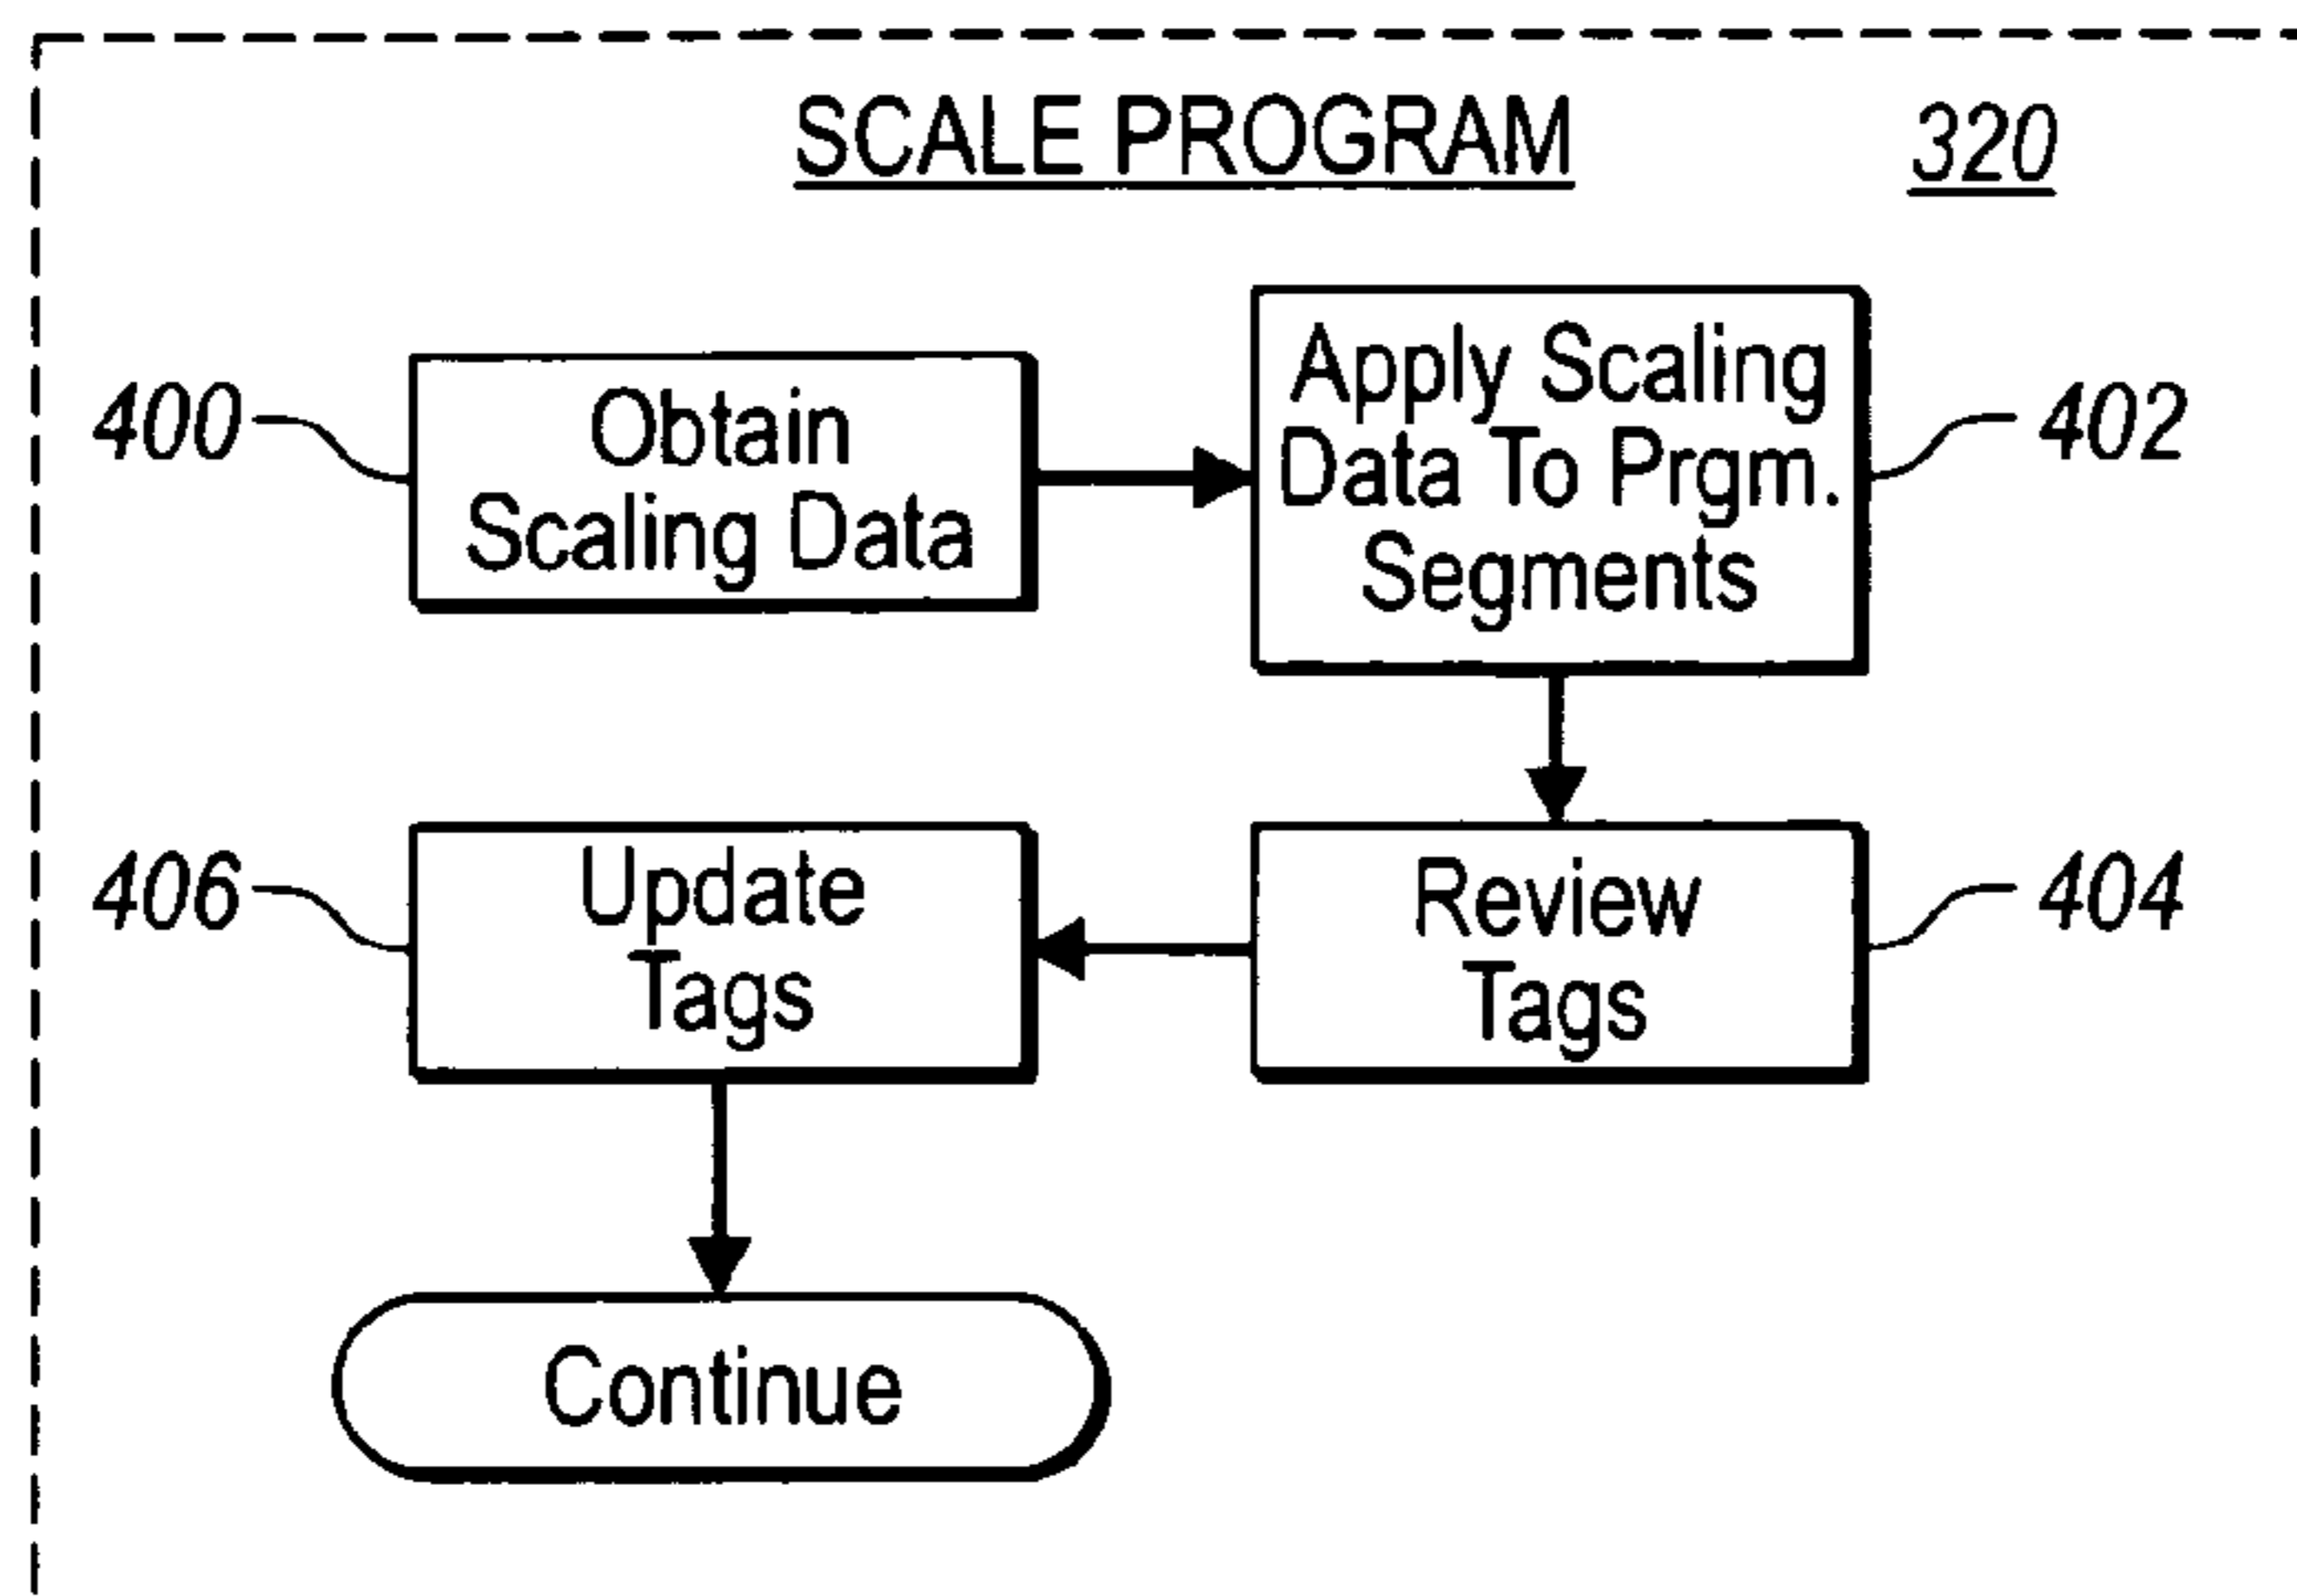 SCALE PROGRAM
320
400
Obtain
Scaling Data
Apply Scaling
Data To Prgm.
Segments
402
406
Update
Tags
Review
Tags
404
Continue